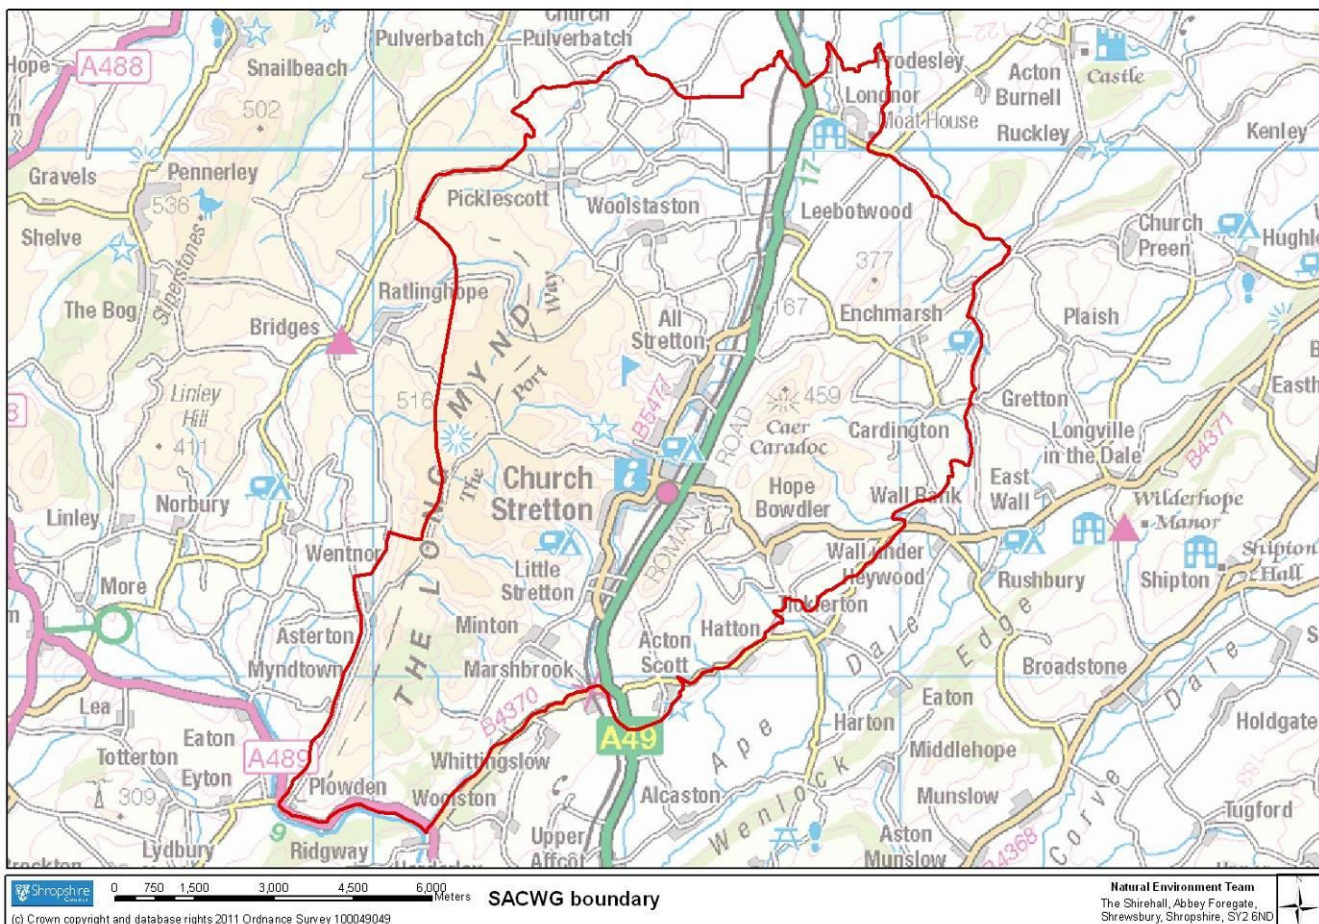 Church
Pulverbatch
Pulverbatch
A488
Snailbeach
502
Castle
Acton
Burnell
Longnor
Moat House
Ruckley
Kenley
Gravels
Pennerley
536
Shelve
Stiperstones
Picklescott
Woolstaston
17
Leebotwood
Church
Preen
377
The Bog
Ratlinghope
Way
Bridges
All
Stretton
67
Enchmarsh
Plaish
Linley
Hill
411
516
Port
B5477
459
Caer
Caradoc
ROMAN ROAD
Gretton
Cardington
Longville
in the Dale
B4371
THE LONG MYND
The
Church
Stretton
Hope
Bowdler
Wall Bank
East
Wall
Wilderhope
Manor
Norbury
Linley
Wentnor
Little
Stretton
Wall under
Heywood
Rushbury
Shipton
Shipton
Hall
More
Asterton
Myndtown
Minton
Marshbrook
Acton
Scott
Hatton
THE LONG
Broadstone
Lea
B4370
A49
Ape Dale
Harton
Eaton
Holdgate
Eaton
Totterton
A489
Whittingslow
Middlehope
Eyton
Plowden
309
9
Woolston
Alcaston
Munslow
Tugford
Wenlock Edge
Corve Dale
Lydbury
Ridgway
Upper
Affcot
Aston
Munslow
B4368
Shropshire
Council
0 750 1,500 3,000 4,500 6,000
Meters
SACWG boundary
Natural Environment Team
The Shirehall, Abbey Foregate,
Shrewsbury, Shropshire, SY2 6ND
(c) Crown copyright and database rights 2011 Ordnance Survey 100049049